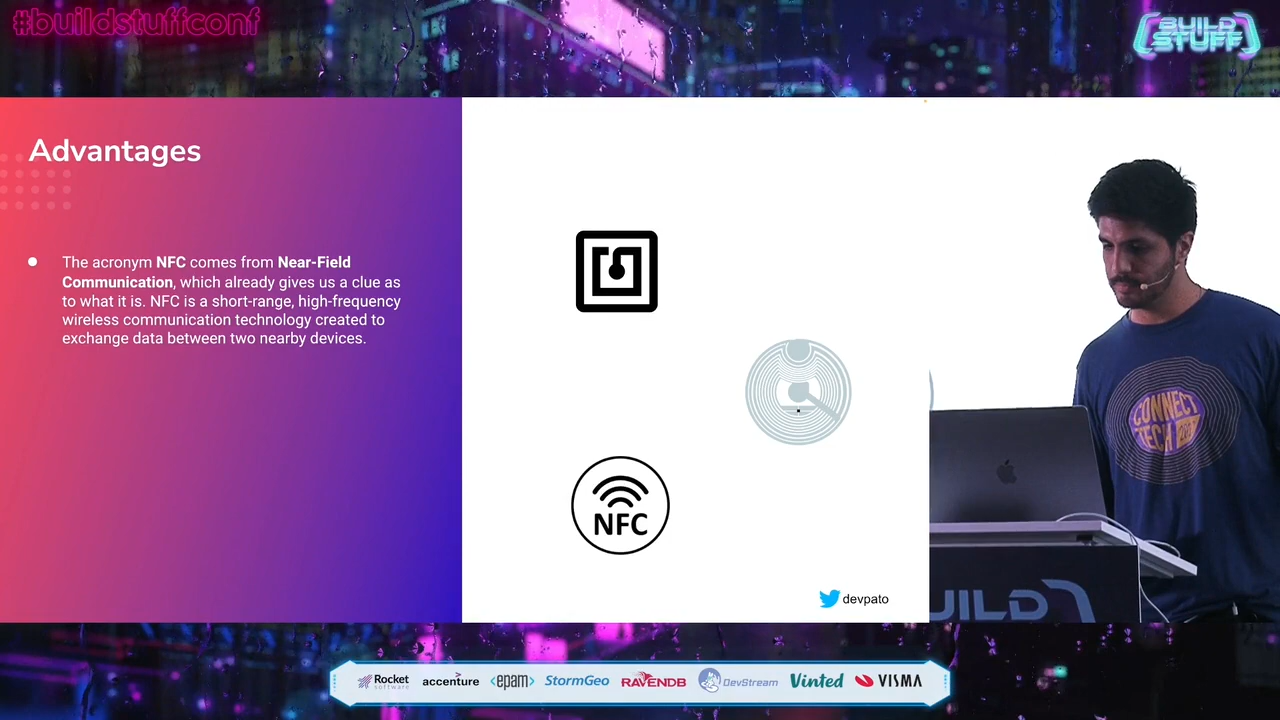 #buildstuffconf
BUILD
STUFF
Advantages
The acronym NFC comes from Near-Field
Communication, which already gives us a clue as
to what it is. NFC is a short-range, high-frequency
wireless communication technology created to
exchange data between two nearby devices.
NFC
devpato
CONNECT
TECH
UILD
Rocket
software
accenture
<epam>
StormGeo
RAVENDB
DevStream
Vinted
VISMA